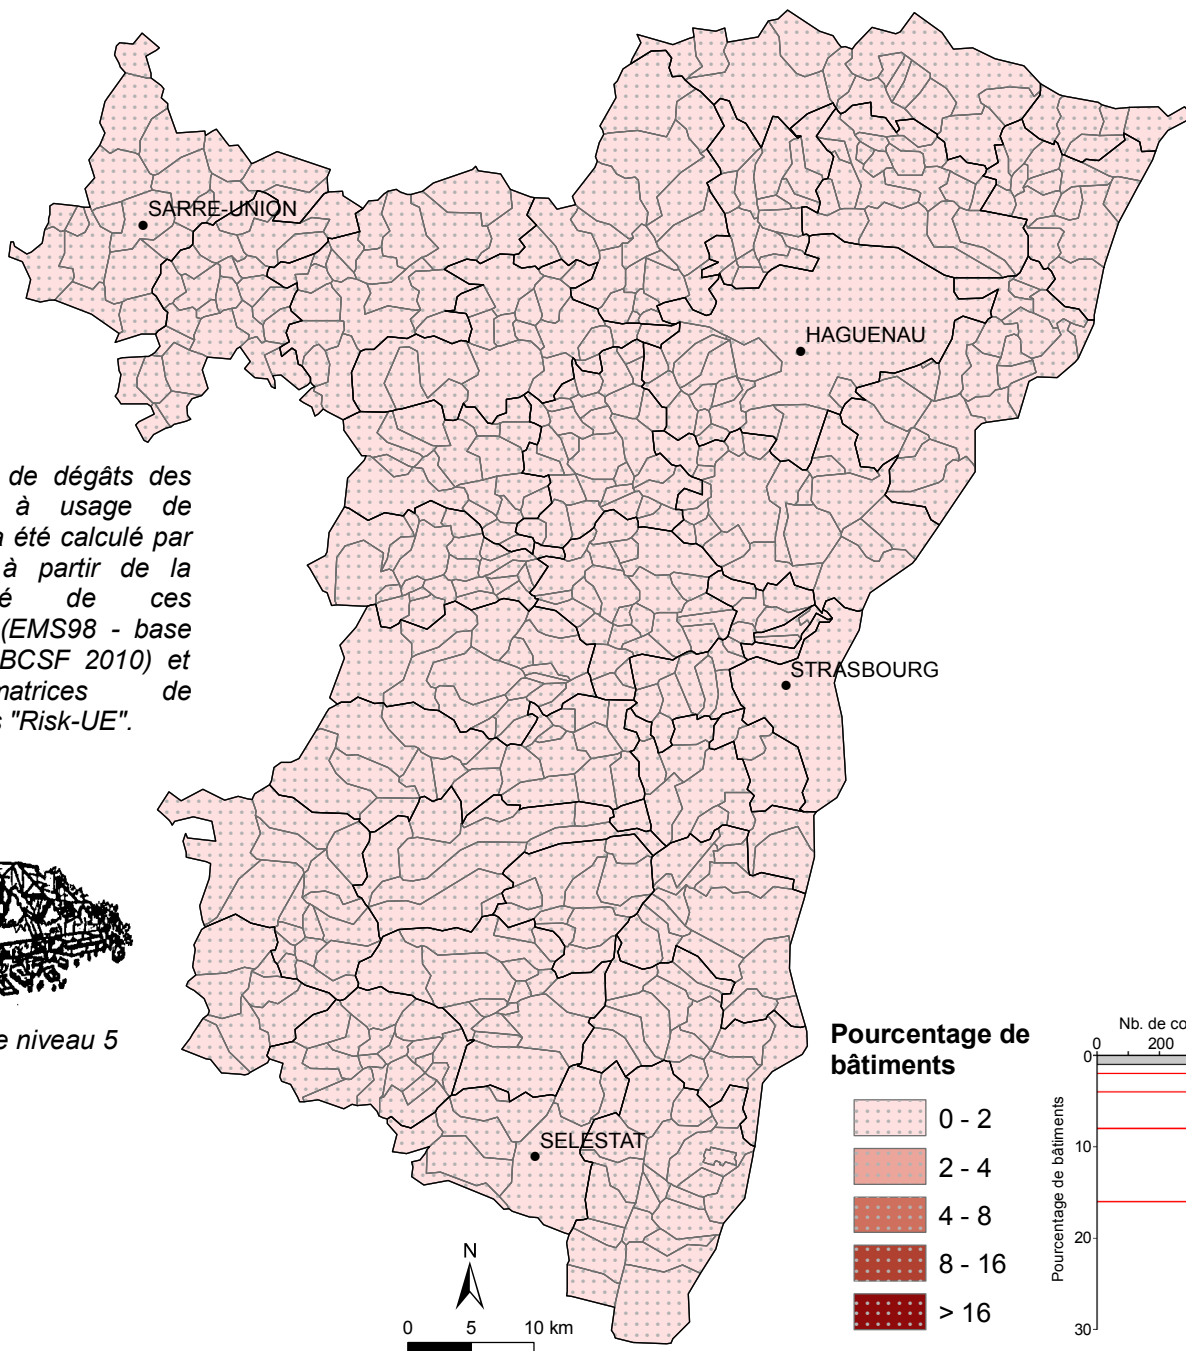 SARRE-UNION
HAGUENAU
de dégâts des
à usage de
a été calculé par
à partir de la
de ces
(EMS98 - base
BCSF 2010) et
de
"Risk-UE".
STRASBOURG
niveau 5
SELESTAT
N
0 5 10 km
Pourcentage de
bâtiments
0 - 2
2 - 4
4 - 8
8 - 16
> 16
Nb. de
0 200
Pourcentage de bâtiments
0
10
20
30